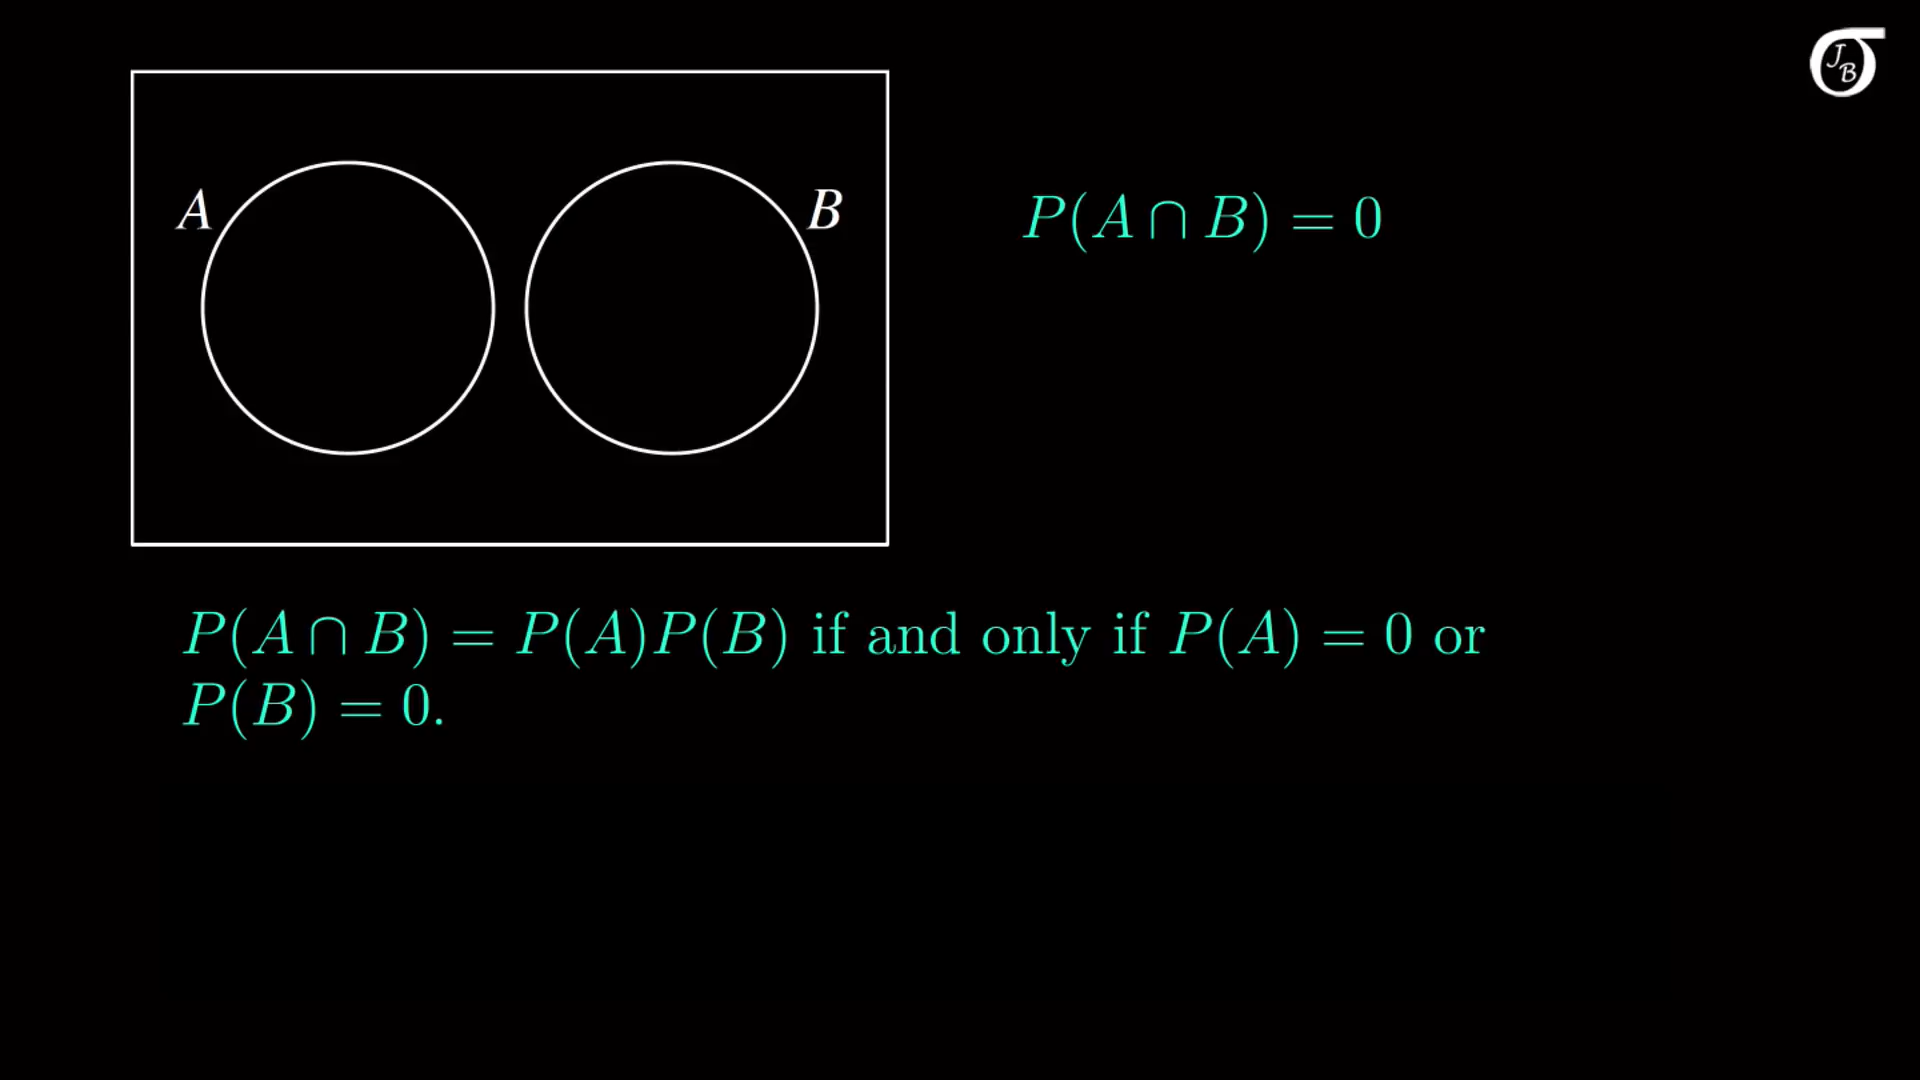 J
B
A
B
P(A ∩ B) = 0
P(A ∩ B) = P(A)P(B) if and only if P(A) = 0 or
P(B) = 0.